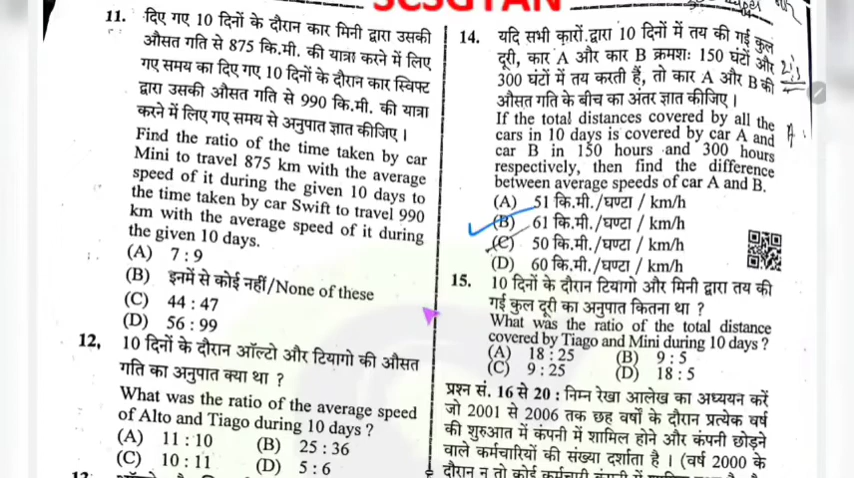 SCSGYAN
11. दिए गए 10 दिनों के दौरान कार मिनी द्वारा उसकी
औसत गति से 875 कि.मी. की यात्रा करने में लिए
गए समय का दिए गए 10 दिनों के दौरान कार स्विफ्ट
द्वारा उसकी औसत गति से 990 कि.मी. की यात्रा
करने में लिए गए समय से अनुपात ज्ञात कीजिए ।
Find the ratio of the time taken by car
Mini to travel 875 km with the average
speed of it during the given 10 days to
the time taken by car Swift to travel 990
km with the average speed of it during
the given 10 days.
(A) 7 : 9
(B) इनमें से कोई नहीं/None of these
(C) 44 : 47
(D) 56 : 99
12, 10 दिनों के दौरान ऑल्टो और टियागो की औसत
गति का अनुपात क्या था ?
What was the ratio of the average speed
of Alto and Tiago during 10 days ?
(A) 11 : 10 (B) 25 : 36
(C) 10 : 11 (D) 5 : 6
14. यदि सभी कारों द्वारा 10 दिनों में तय की गई कुल
दूरी, कार A और कार B क्रमशः 150 घंटों और
300 घंटों में तय करती हैं, तो कार A और B की
औसत गति के बीच का अंतर ज्ञात कीजिए ।
If the total distances covered by all the
cars in 10 days is covered by car A and
car B in 150 hours and 300 hours
respectively, then find the difference
between average speeds of car A and B.
(A) 51 कि.मी./घण्टा / km/h
(B) 61 कि.मी./घण्टा / km/h
(C) 50 कि.मी./घण्टा / km/h
(D) 60 कि.मी./घण्टा / km/h
15. 10 दिनों के दौरान टियागो और मिनी द्वारा तय की
गई कुल दूरी का अनुपात कितना था ?
What was the ratio of the total distance
covered by Tiago and Mini during 10 days ?
(A) 18 : 25 (B) 9 : 5
(C) 9 : 25 (D) 18 : 5
प्रश्न सं. 16 से 20 : निम्न रेखा आलेख का अध्ययन करें
जो 2001 से 2006 तक छह वर्षों के दौरान प्रत्येक वर्ष
की शुरुआत में कंपनी में शामिल होने और कंपनी छोड़ने
वाले कर्मचारियों की संख्या दर्शाता है । (वर्ष 2000 के
दौरान न तो कोई कर्मचारी कंपनी में